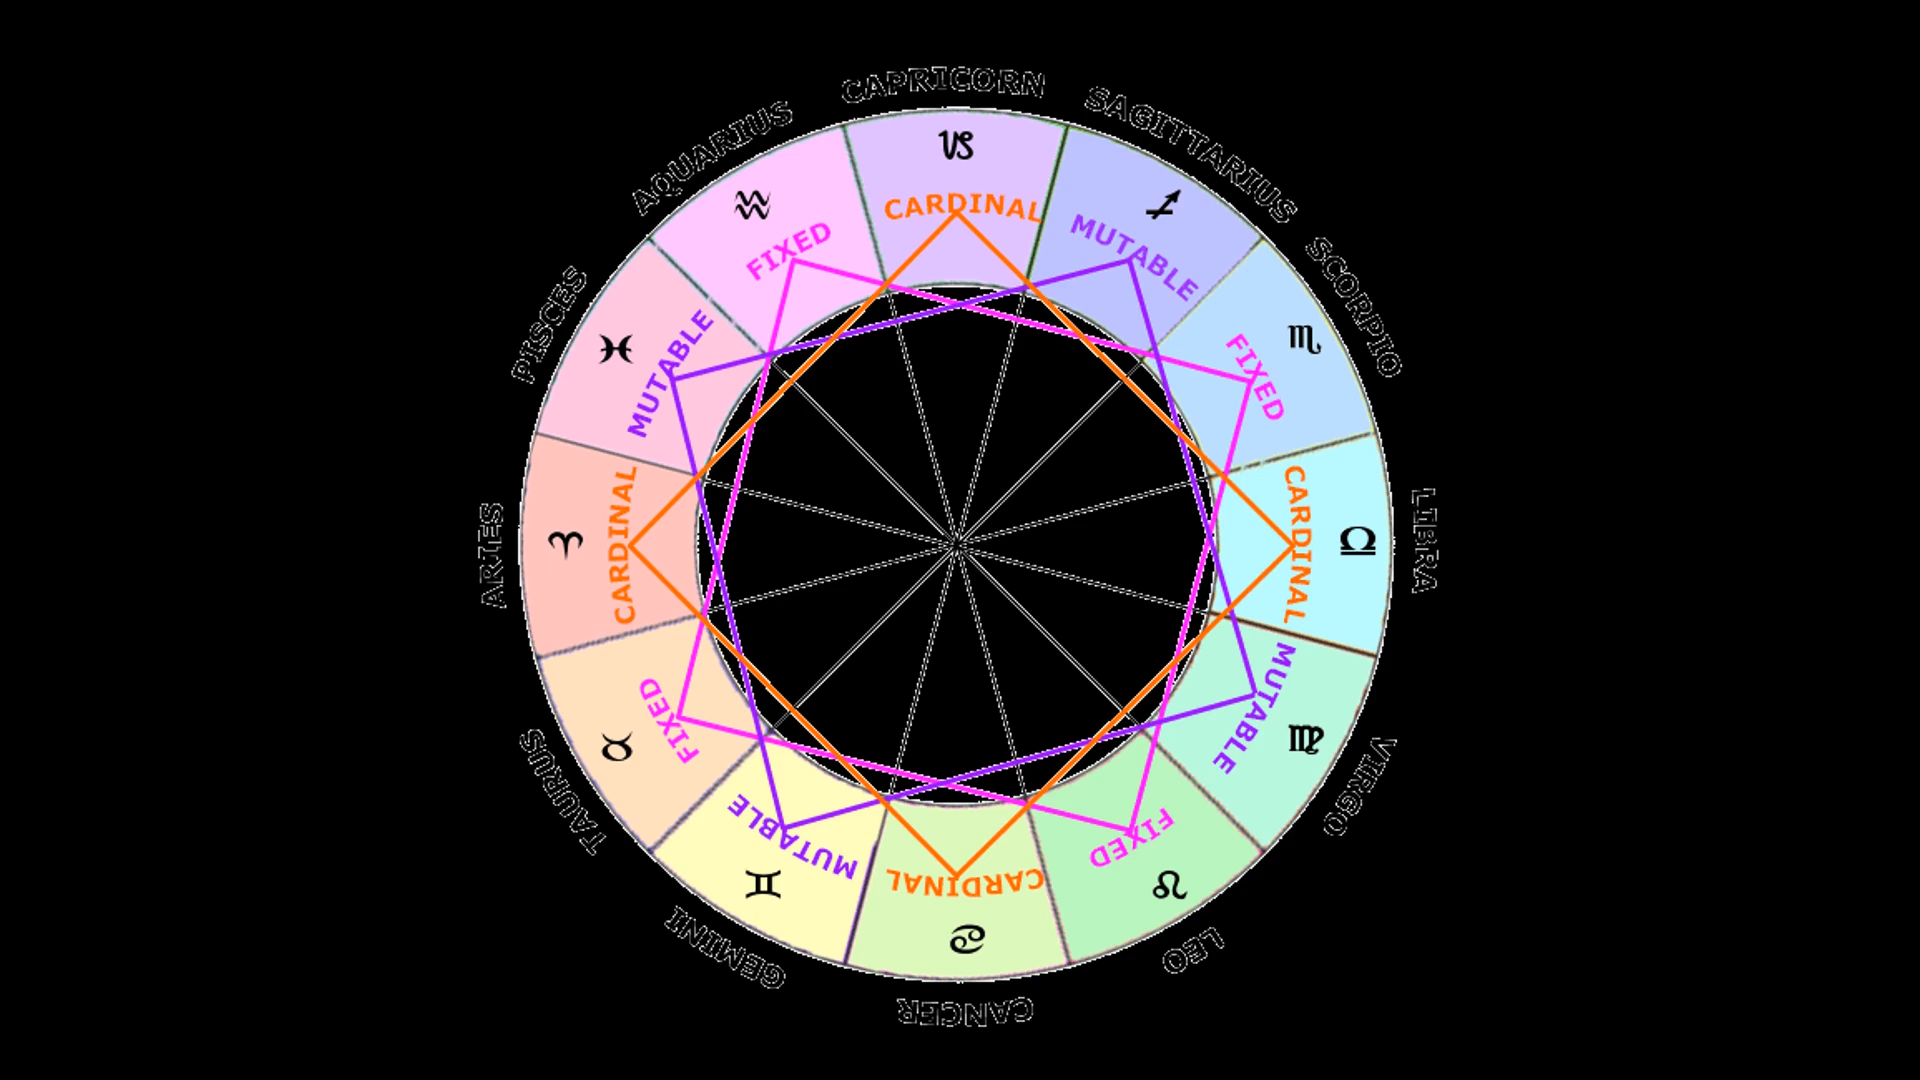 CAPRICORN
SAGITTARIUS
SCORPIO
LIBRA
VIRGO
LEO
CANCER
GEMINI
TAURUS
ARIES
PISCES
AQUARIUS
♑
CARDINAL
♐
MUTABLE
♏
FIXED
♎
CARDINAL
♍
MUTABLE
♌
FIXED
♋
CARDINAL
♊
MUTABLE
♉
FIXED
♈
CARDINAL
♓
MUTABLE
♒
FIXED